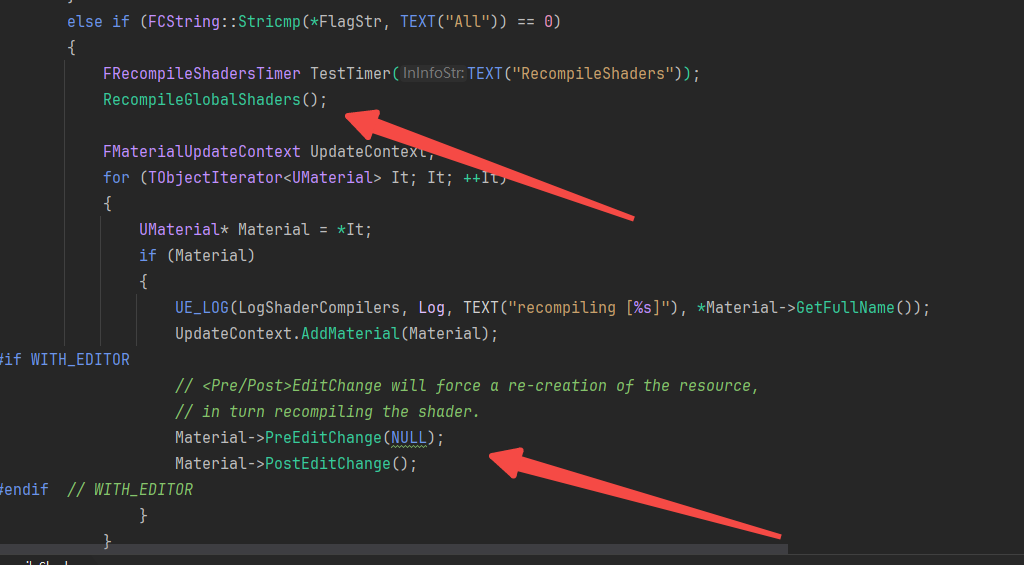 else if (FCString::Stricmp(*FlagStr, TEXT("All")) == 0)
{
FRecompileShadersTimer TestTimer( InInfoStr: TEXT("RecompileShaders"));
RecompileGlobalShaders();
FMaterialUpdateContext UpdateContext;
for (TObjectIterator<UMaterial> It; It; ++It)
{
UMaterial* Material = *It;
if (Material)
{
UE_LOG(LogShaderCompilers, Log, TEXT("recompiling [%s]"), *Material->GetFullName());
UpdateContext.AddMaterial(Material);
#if WITH_EDITOR
// <Pre/Post>EditChange will force a re-creation of the resource,
// in turn recompiling the shader.
Material->PreEditChange(NULL);
Material->PostEditChange();
#endif // WITH_EDITOR
}
}